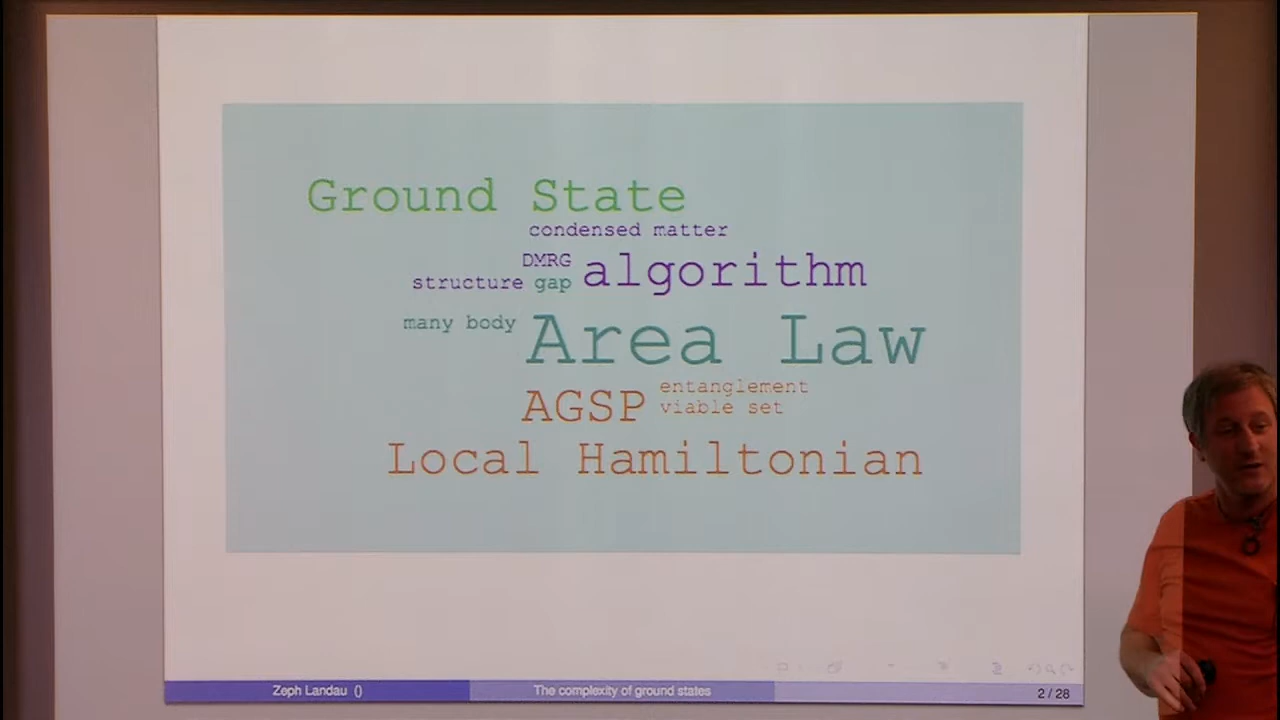 Ground State
condensed matter
DMRG
algorithm
structure
gap
many body
Area Law
entanglement
AGSP
viable set
Local Hamiltonian
Zeph Landau ()
The complexity of ground states
2 / 28